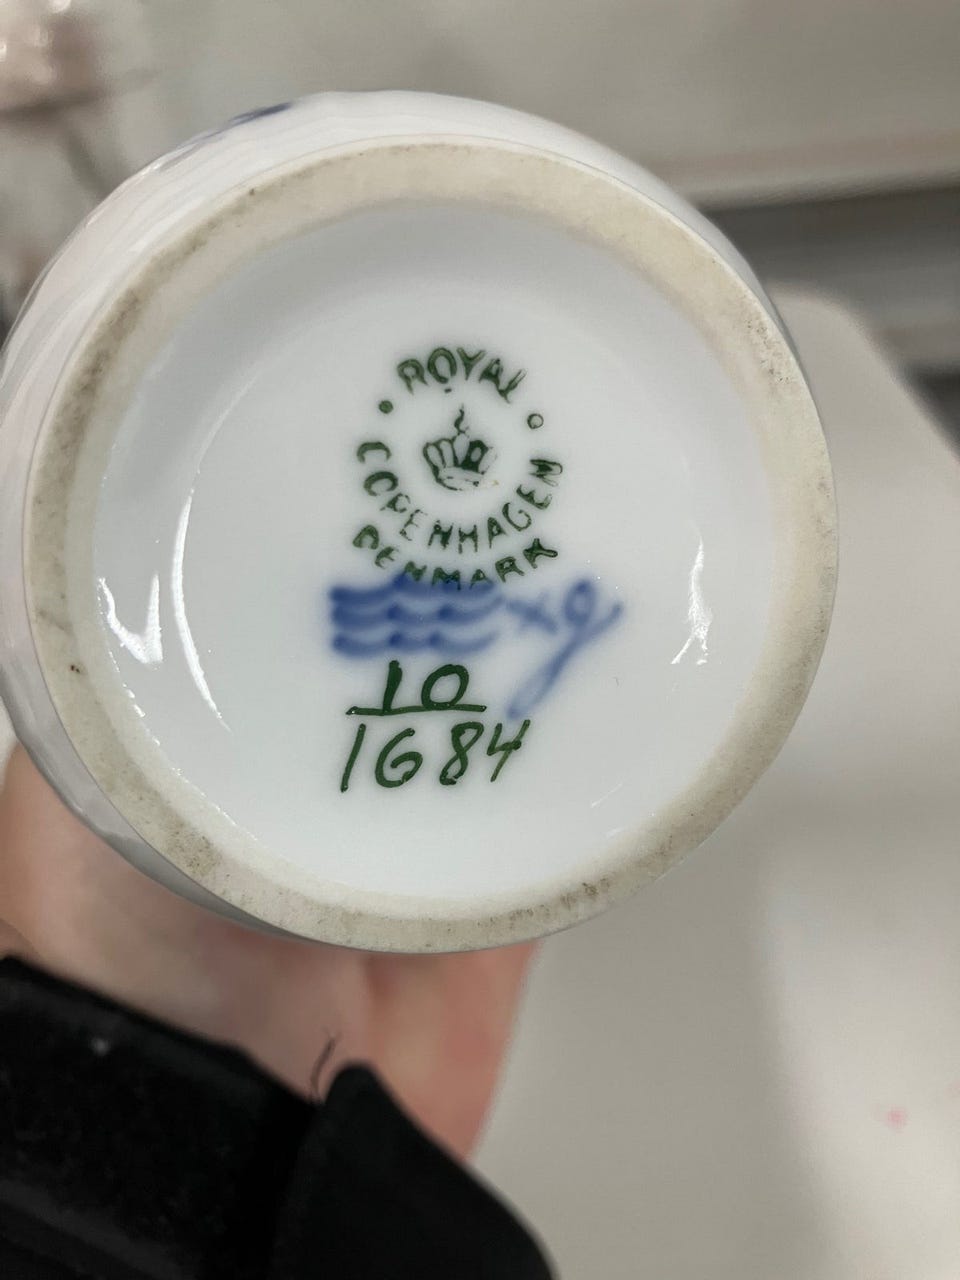 ROYAL
COPENHAGEN
DENMARK
10
1684